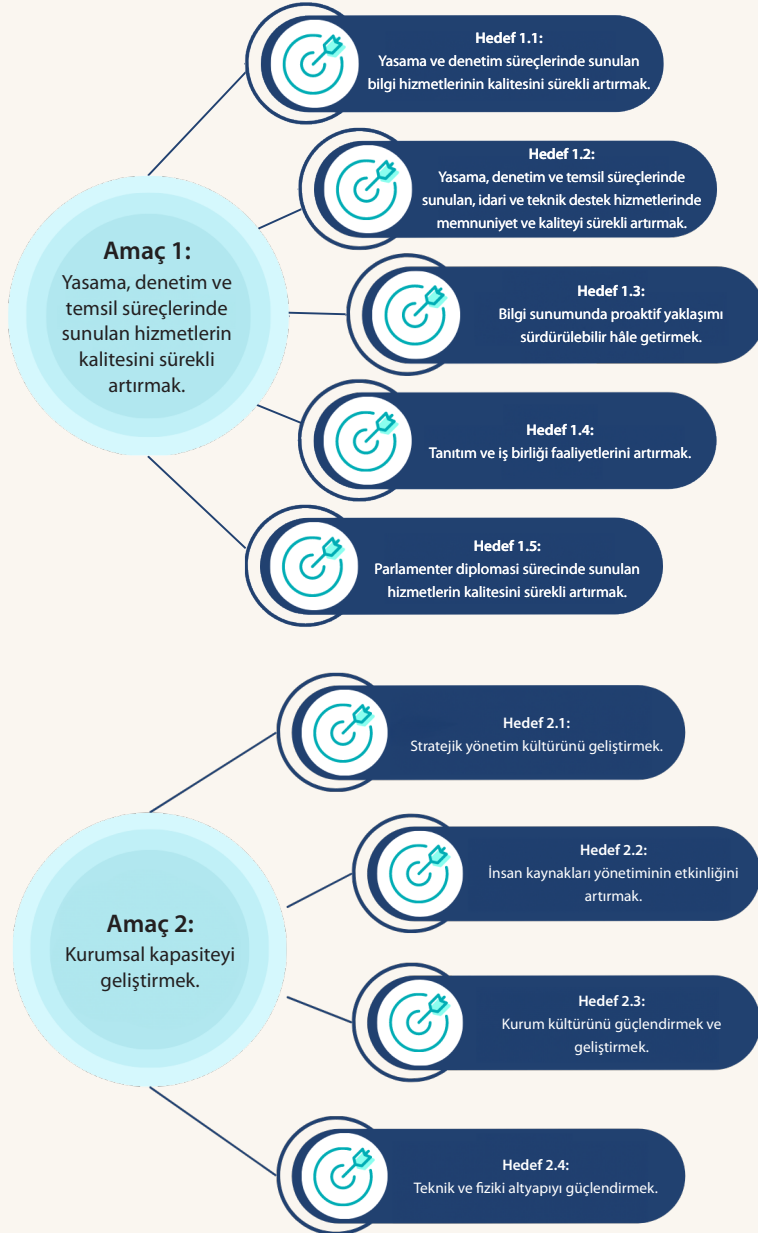 Amaç 1:
Yasama, denetim ve
temsil süreçlerinde
sunulan hizmetlerin
kalitesini sürekli
artırmak.
Hedef 1.1:
Yasama ve denetim süreçlerinde sunulan
bilgi hizmetlerinin kalitesini sürekli artırmak.
Hedef 1.2:
Yasama, denetim ve temsil süreçlerinde
sunulan, idari ve teknik destek hizmetlerinde
memnuniyet ve kaliteyi sürekli artırmak.
Hedef 1.3:
Bilgi sunumunda proaktif yaklaşımı
sürdürülebilir hâle getirmek.
Hedef 1.4:
Tanıtım ve iş birliği faaliyetlerini artırmak.
Hedef 1.5:
Parlamenter diplomasi sürecinde sunulan
hizmetlerin kalitesini sürekli artırmak.
Amaç 2:
Kurumsal kapasiteyi
geliştirmek.
Hedef 2.1:
Stratejik yönetim kültürünü geliştirmek.
Hedef 2.2:
İnsan kaynakları yönetiminin etkinliğini
artırmak.
Hedef 2.3:
Kurum kültürünü güçlendirmek ve
geliştirmek.
Hedef 2.4:
Teknik ve fiziki altyapıyı güçlendirmek.